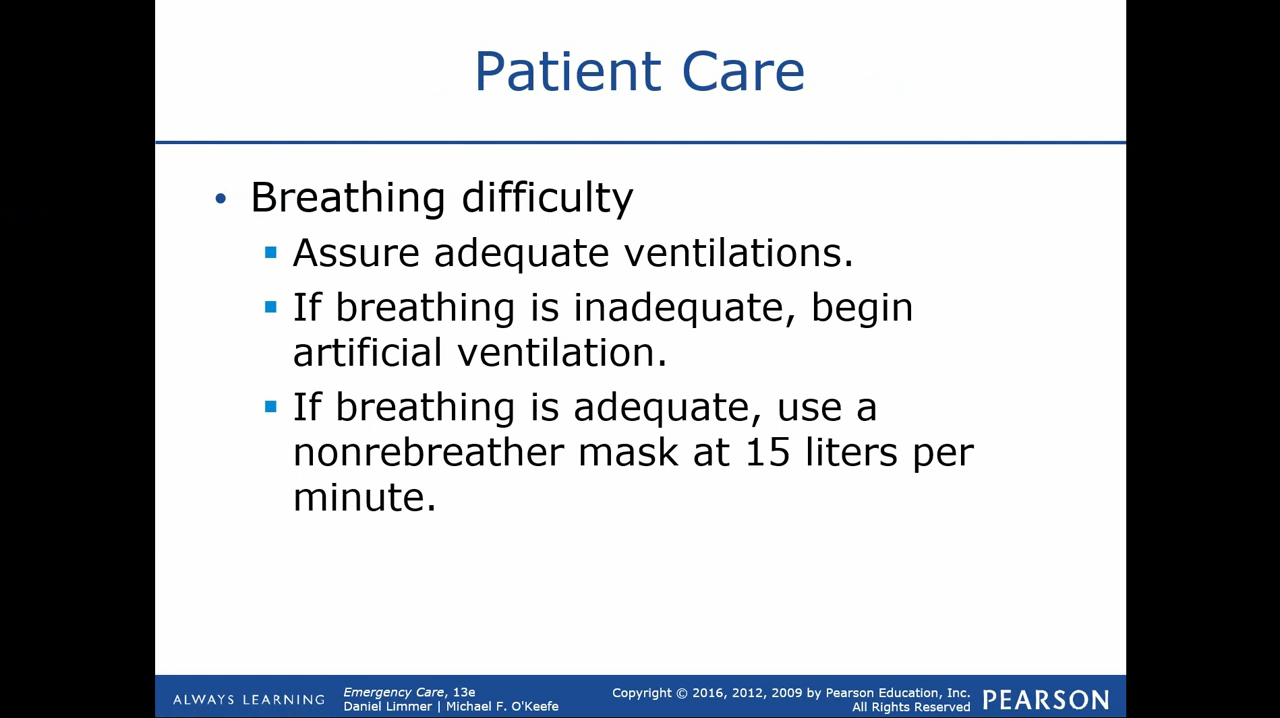 Patient Care
• Breathing difficulty
▪ Assure adequate ventilations.
▪ If breathing is inadequate, begin
artificial ventilation.
▪ If breathing is adequate, use a
nonrebreather mask at 15 liters per
minute.
ALWAYS LEARNING
Emergency Care, 13e
Daniel Limmer | Michael F. O'Keefe
Copyright © 2016, 2012, 2009 by Pearson Education, Inc.
All Rights Reserved
PEARSON